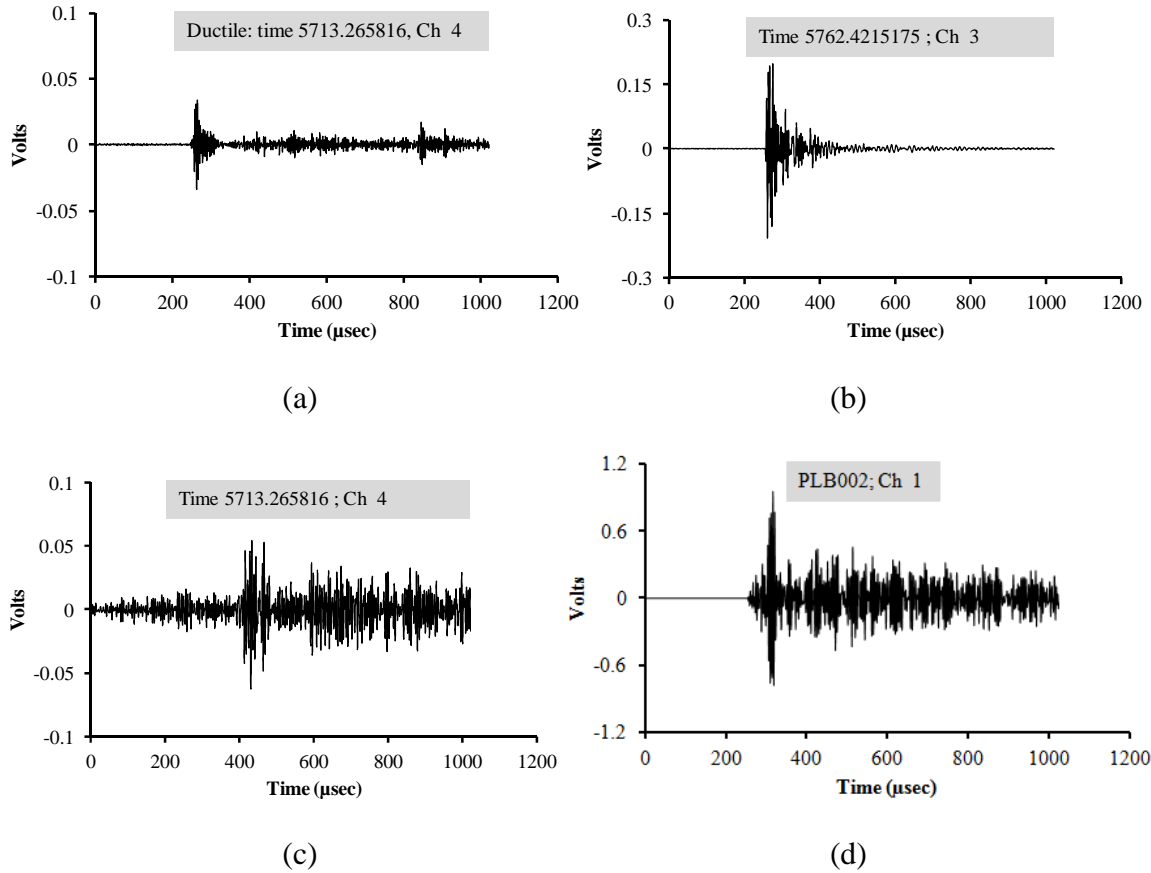 Ductile: time 5713.265816, Ch 4
0.1
0.05
0
-0.05
-0.1
Volts
0 200 400 600 800 1000 1200
Time (µsec)
(a)
Time 5762.4215175 ; Ch 3
0.3
0.15
0
-0.15
-0.3
Volts
0 200 400 600 800 1000 1200
Time (µsec)
(b)
Time 5713.265816 ; Ch 4
0.1
0.05
0
-0.05
-0.1
Volts
0 200 400 600 800 1000 1200
Time (µsec)
(c)
PLB002; Ch 1
1.2
0.6
0
-0.6
-1.2
Volts
0 200 400 600 800 1000 1200
Time (µsec)
(d)